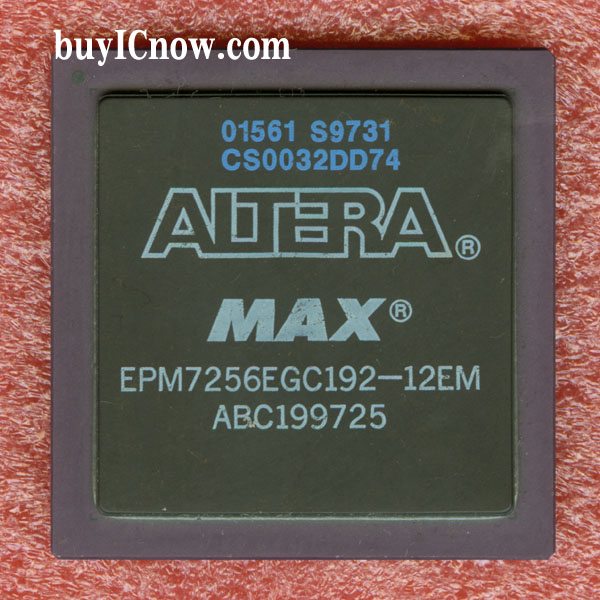 buyICnow.com
01561 S9731
CS0032DD74
ALTERA®
MAX®
EPM7256EGC192-12EM
ABC199725